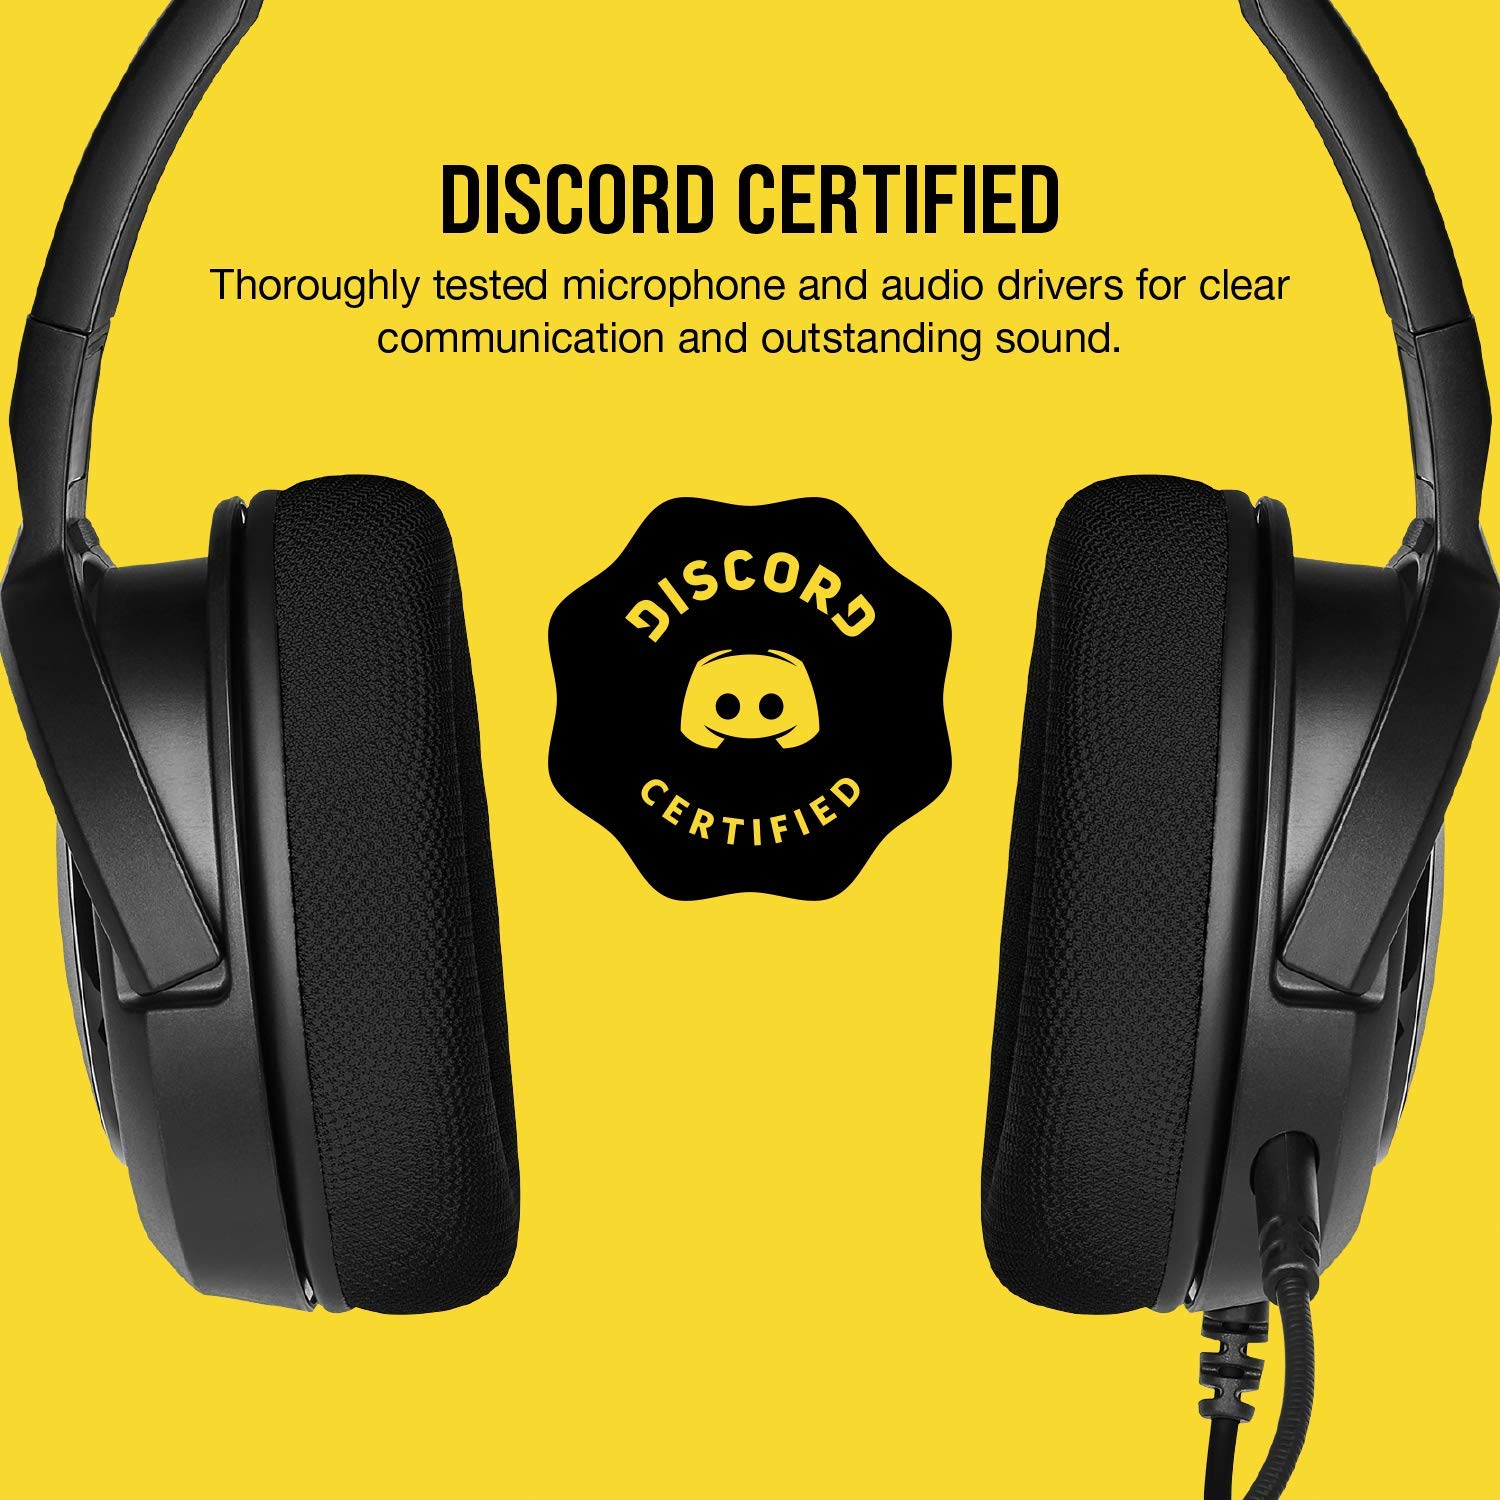 DISCORD CERTIFIED
Thoroughly tested microphone and audio drivers for clear
communication and outstanding sound.
DISCORD
CERTIFIED